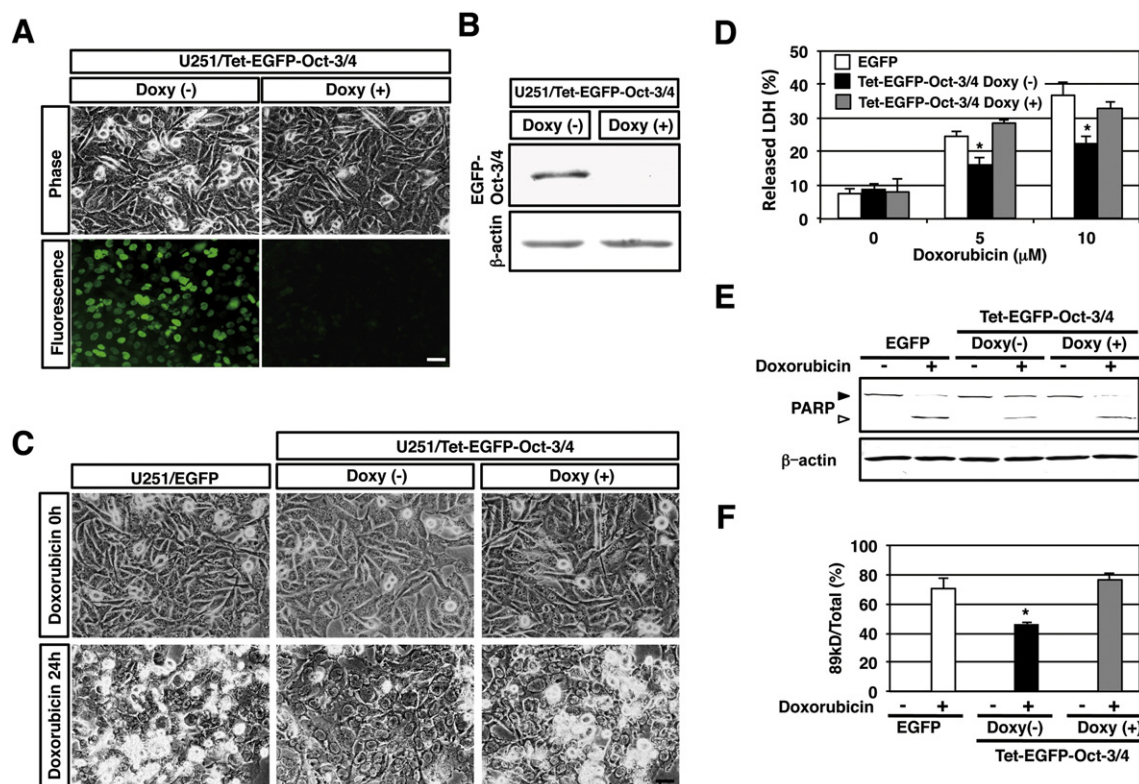 A
U251/Tet-EGFP-Oct-3/4
Doxy (-) Doxy (+)
Phase
Fluorescence
B
U251/Tet-EGFP-Oct-3/4
Doxy (-) Doxy (+)
EGFP-
Oct-3/4
β-actin
C
U251/Tet-EGFP-Oct-3/4
U251/EGFP Doxy (-) Doxy (+)
Doxorubicin 0h
Doxorubicin 24h
D
Released LDH (%)
50
40
30
20
10
0
EGFP
Tet-EGFP-Oct-3/4 Doxy (-)
Tet-EGFP-Oct-3/4 Doxy (+)
* *
0 5 10
Doxorubicin (μM)
E
Tet-EGFP-Oct-3/4
EGFP Doxy(-) Doxy (+)
Doxorubicin - + - + - +
PARP
β-actin
F
89kD/Total (%)
100
80
60
40
20
0
*
Doxorubicin - + - + - +
EGFP Doxy(-) Doxy (+)
Tet-EGFP-Oct-3/4